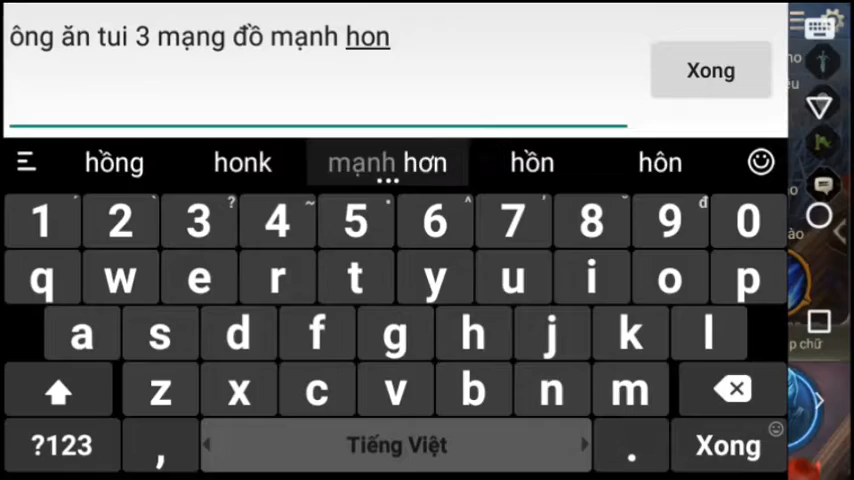 ông ăn tui 3 mạng đồ mạnh hon
Xong
hồng honk mạnh hơn hồn hôn
1 2 3 4 5 6 7 8 9 0
q w e r t y u i o p
a s d f g h j k l
z x c v b n m
?123 , Tiếng Việt . Xong
p chữ